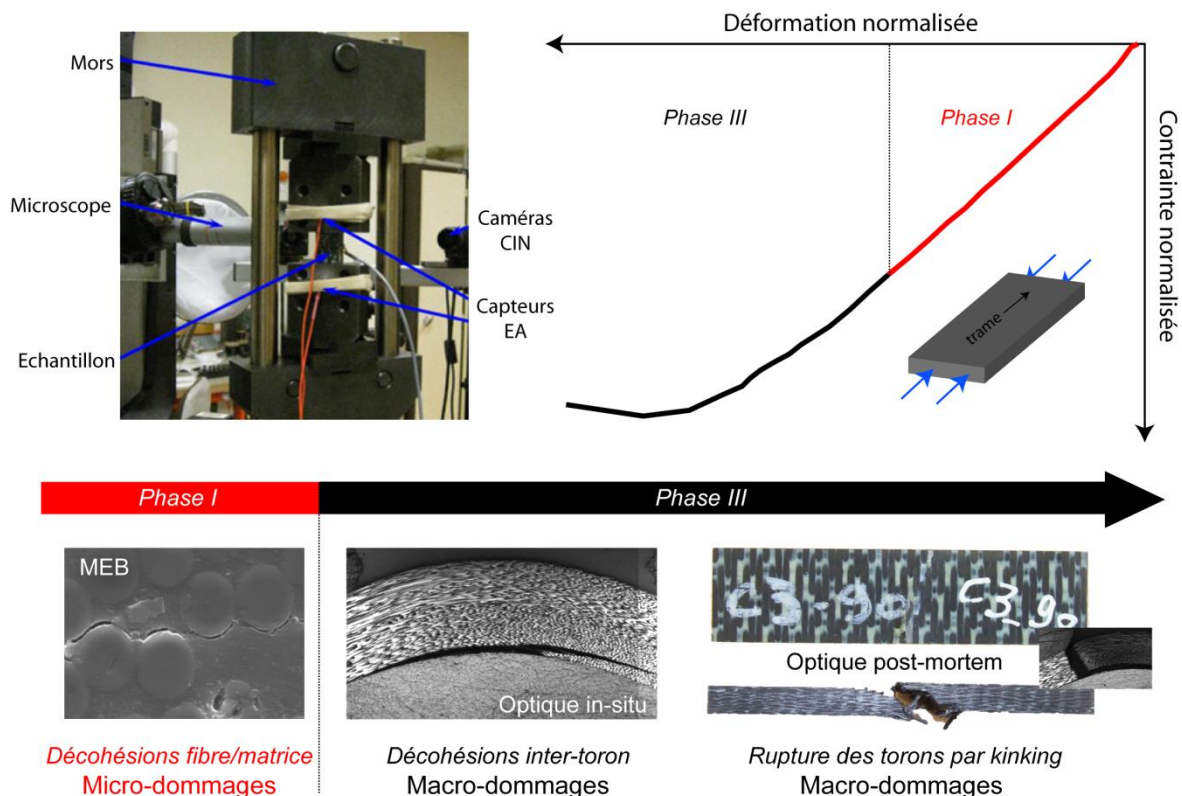 Mors
Microscope
Echantillon
Caméras
CIN
Capteurs
EA
Déformation normalisée
Phase III
Phase I
Contrainte normalisée
trame
Phase I
Phase III
MEB
Optique in-situ
C3-90
C3-90
Optique post-mortem
Décohésions fibre/matrice
Micro-dommages
Décohésions inter-toron
Macro-dommages
Rupture des torons par kinking
Macro-dommages